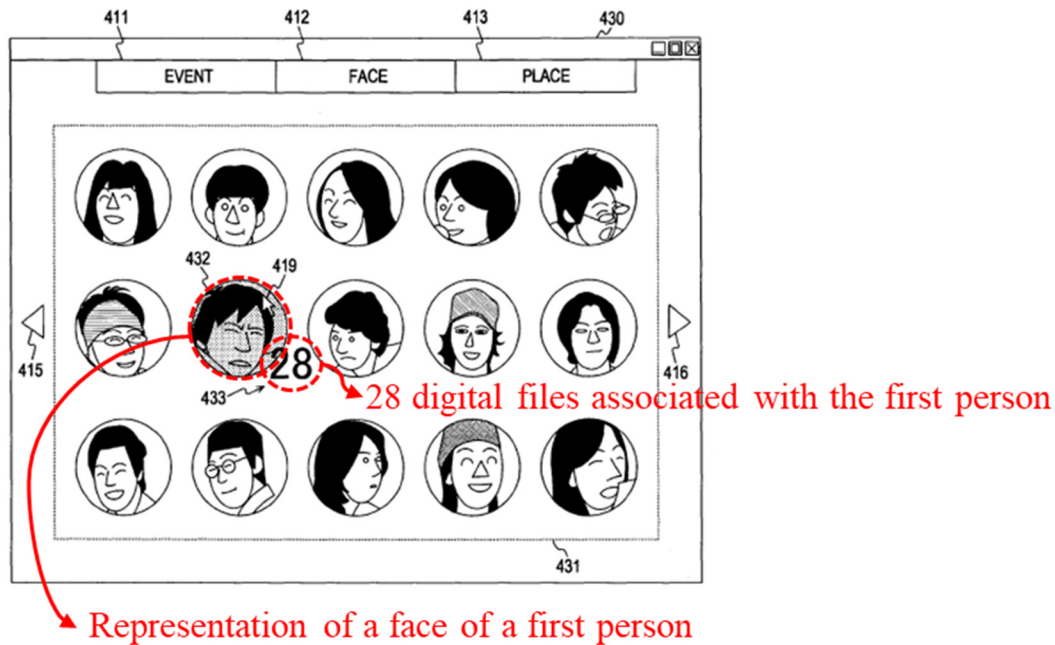 411 412 413 430
EVENT FACE PLACE
432 419
415 28 416
433
28 digital files associated with the first person
431
Representation of a face of a first person